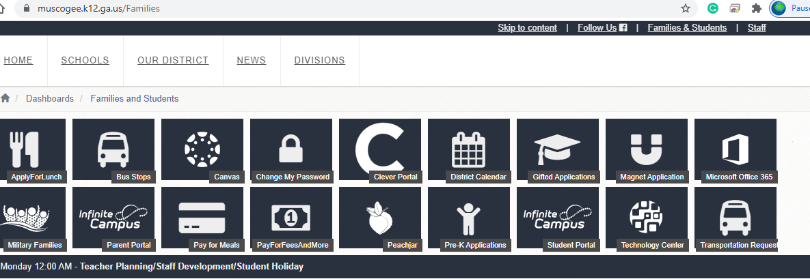 muscogee.k12.ga.us/Families
Paus
Skip to content | Follow Us | Families & Students | Staff
HOME SCHOOLS OUR DISTRICT NEWS DIVISIONS
/ Dashboards / Families and Students
ApplyForLunch Bus Stops Canvas Change My Password Clever Portal District Calendar Gifted Applications Magnet Application Microsoft Office 365
Infinite Campus Infinite Campus
Military Families Parent Portal Pay for Meals PayForFeesAndMore Peachjar Pre-K Applications Student Portal Technology Center Transportation Request
Monday 12:00 AM - Teacher Planning/Staff Development/Student Holiday